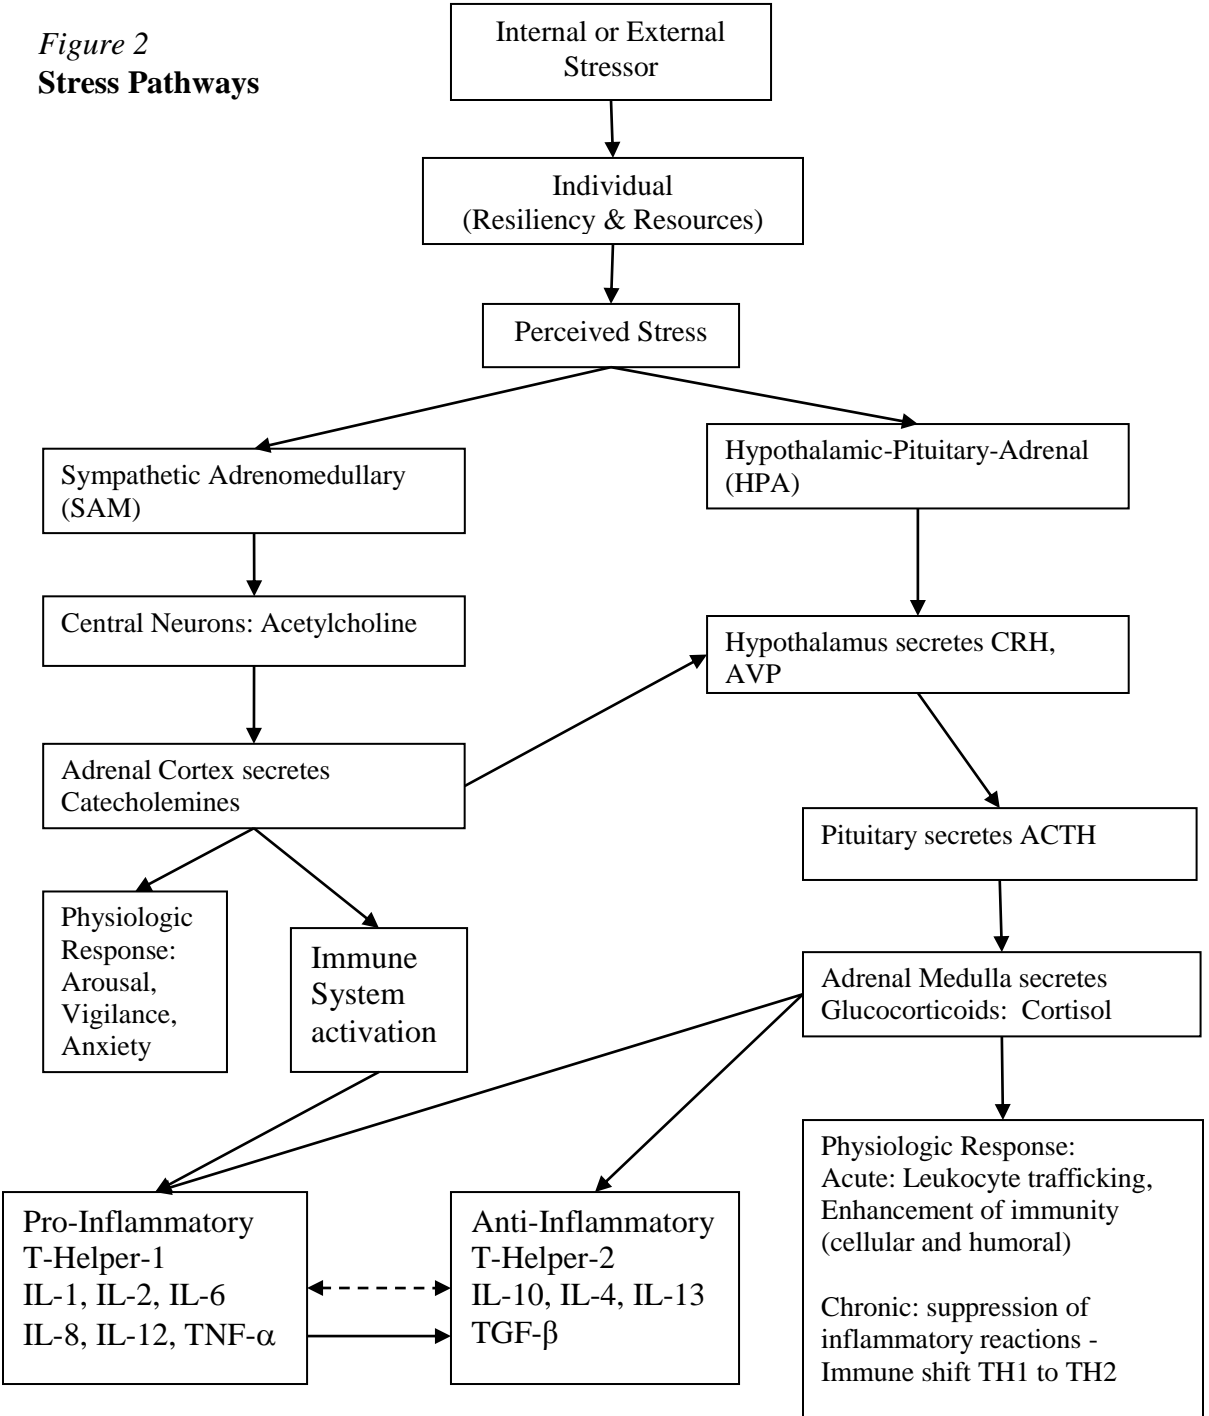 Figure 2
Stress Pathways
Internal or External
Stressor
Individual
(Resiliency & Resources)
Perceived Stress
Sympathetic Adrenomedullary
(SAM)
Hypothalamic-Pituitary-Adrenal
(HPA)
Central Neurons: Acetylcholine
Hypothalamus secretes CRH,
AVP
Adrenal Cortex secretes
Catecholemines
Pituitary secretes ACTH
Physiologic
Response:
Arousal,
Vigilance,
Anxiety
Immune
System
activation
Adrenal Medulla secretes
Glucocorticoids:  Cortisol
Pro-Inflammatory
T-Helper-1
IL-1, IL-2, IL-6
IL-8, IL-12, TNF-α
Anti-Inflammatory
T-Helper-2
IL-10, IL-4, IL-13
TGF-β
Physiologic Response:
Acute: Leukocyte trafficking,
Enhancement of immunity
(cellular and humoral)
Chronic: suppression of
inflammatory reactions -
Immune shift TH1 to TH2